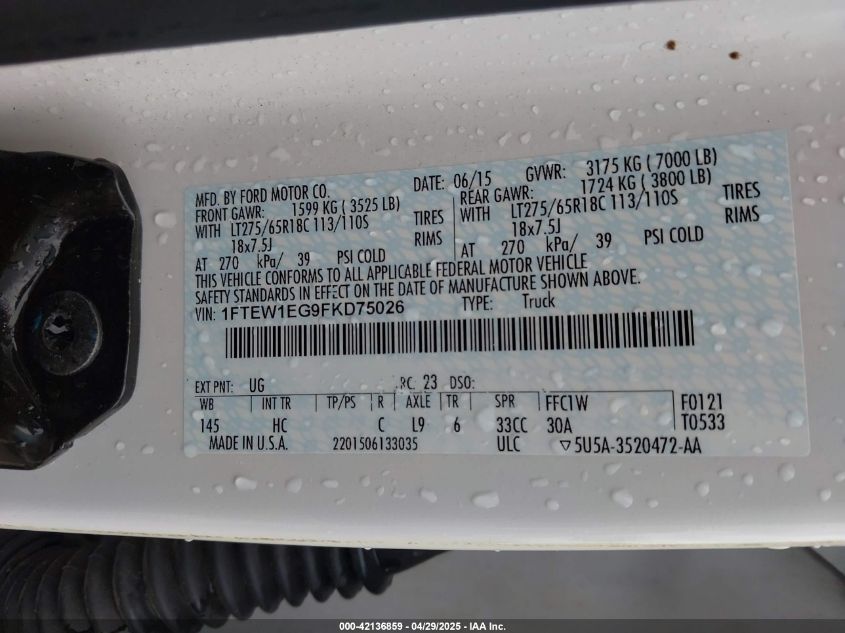 MFD. BY FORD MOTOR CO.
DATE: 06/15 GVWR: 3175 KG ( 7000 LB)
FRONT GAWR: 1599 KG ( 3525 LB)
WITH LT275/65R18C 113/110S TIRES
18x7.5J RIMS
AT 270 kPa/ 39 PSI COLD
REAR GAWR: 1724 KG ( 3800 LB)
WITH LT275/65R18C 113/110S TIRES
18x7.5J RIMS
AT 270 kPa/ 39 PSI COLD
THIS VEHICLE CONFORMS TO ALL APPLICABLE FEDERAL MOTOR VEHICLE
SAFETY STANDARDS IN EFFECT ON THE DATE OF MANUFACTURE SHOWN ABOVE.
VIN: 1FTEW1EG9FKD75026 TYPE: Truck
EXT PNT: UG RC: 23 DSO:
WB INT TR TP/PS R AXLE TR SPR FFC1W F0121
145 HC C L9 6 33CC 30A T0533
MADE IN U.S.A. 2201506133035 ULC ▽5U5A-3520472-AA
000-42136859 - 04/29/2025 - IAA Inc.